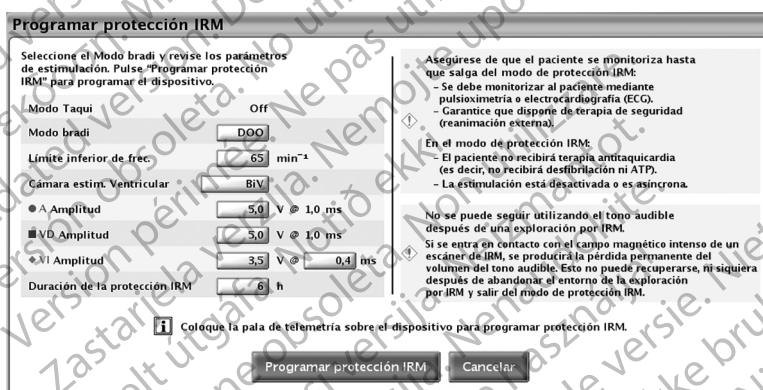 Programar protección IRM
Seleccione el Modo bradi y revise los parámetros
de estimulación. Pulse "Programar protección
IRM" para programar el dispositivo.
Modo Taqui Off
Modo bradi DOO
Límite inferior de frec. 65 min⁻¹
Cámara estim. Ventricular BiV
A Amplitud 5,0 V @ 1,0 ms
VD Amplitud 5,0 V @ 1,0 ms
VI Amplitud 3,5 V @ 0,4 ms
Duración de la protección IRM 6 h
Asegúrese de que el paciente se monitoriza hasta
que salga del modo de protección IRM:
– Se debe monitorizar al paciente mediante
pulsioximetría o electrocardiografía (ECG).
– Garantice que dispone de terapia de seguridad
(reanimación externa).
En el modo de protección IRM:
– El paciente no recibirá terapia antitaquicardia
(es decir, no recibirá desfibrilación ni ATP).
– La estimulación está desactivada o es asíncrona.
No se puede seguir utilizando el tono audible
después de una exploración por IRM.
Si se entra en contacto con el campo magnético intenso de un
escáner de IRM, se producirá la pérdida permanente del
volumen del tono audible. Esto no puede recuperarse, ni siquiera
después de abandonar el entorno de la exploración
por IRM y salir del modo de protección IRM.
i Coloque la pala de telemetría sobre el dispositivo para programar protección IRM.
Programar protección IRM Cancelar